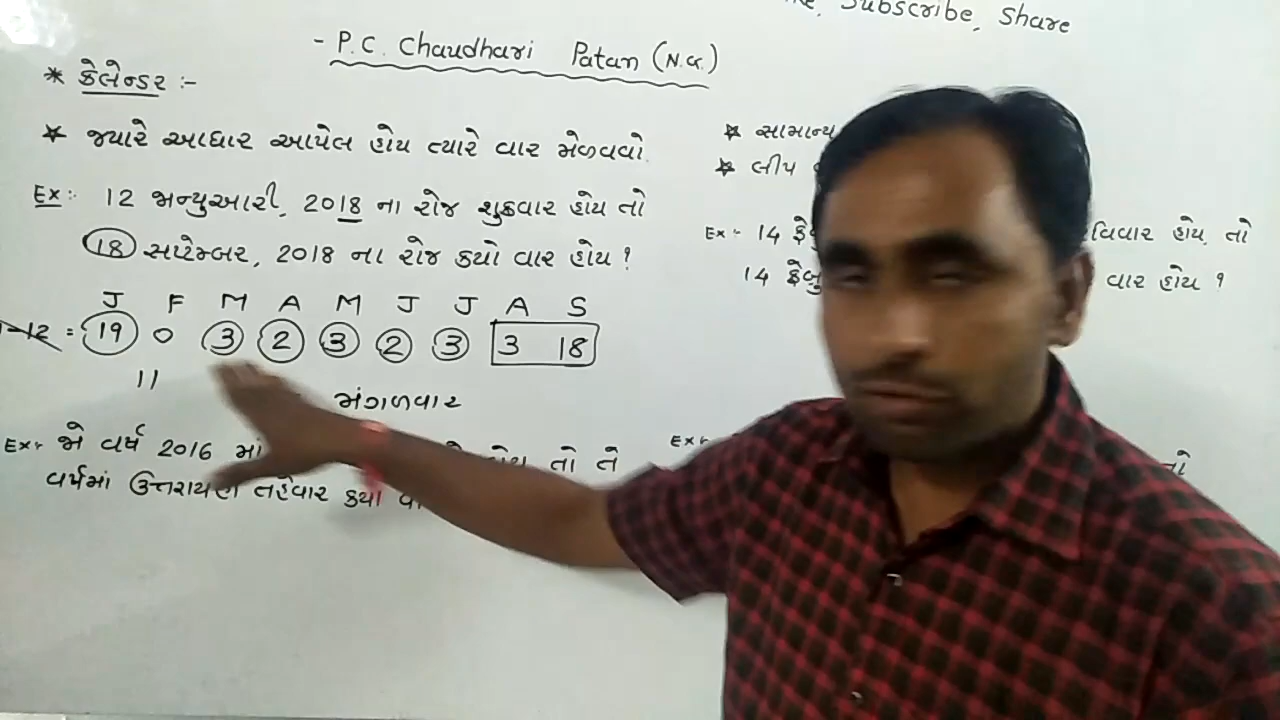 Subscribe, Share
- P.C. Chaudhari Patan (N.G.)
* કેલેન્ડર :-
* જ્યારે આધાર આપેલ હોય ત્યારે વાર મેળવવો.
Ex:- 12 જાન્યુઆરી, 2018 ના રોજ શુક્રવાર હોય તો
18 સપ્ટેમ્બર, 2018 ના રોજ કયો વાર હોય ?
J F M A M J J A S
-12 = 19 0 3 2 3 2 3 3 18
11
મંગળવાર
Ex:- જો વર્ષ 2016 માં હોય તો તે
વર્ષમાં ઉત્તરાયણ તહેવાર કયા
* સામાન્ય
* લીપ
Ex:- 14 વિવાર હોય, તો
14 ફેબ્રુ વાર હોય ?
Ex:- તો